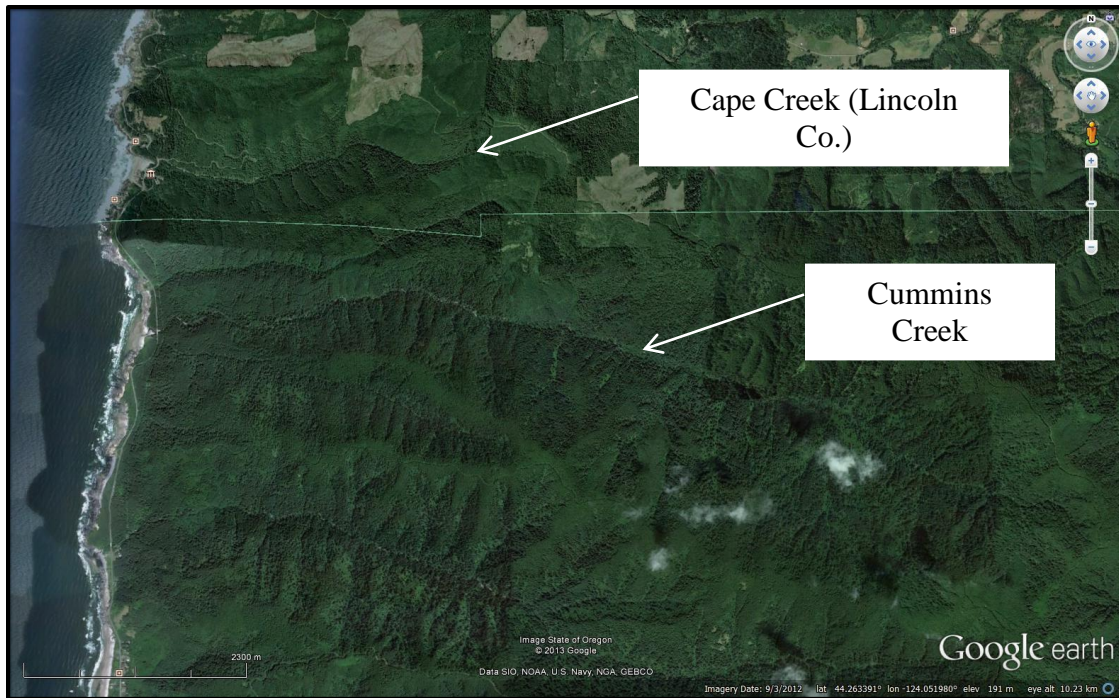 N
Cape Creek (Lincoln
Co.)
Cummins
Creek
2300 m
Image State of Oregon
© 2013 Google
Data SIO, NOAA, U.S. Navy, NGA, GEBCO
Google earth
Imagery Date: 9/3/2012 lat 44.263391° lon -124.051980° elev 191 m eye alt 10.23 km